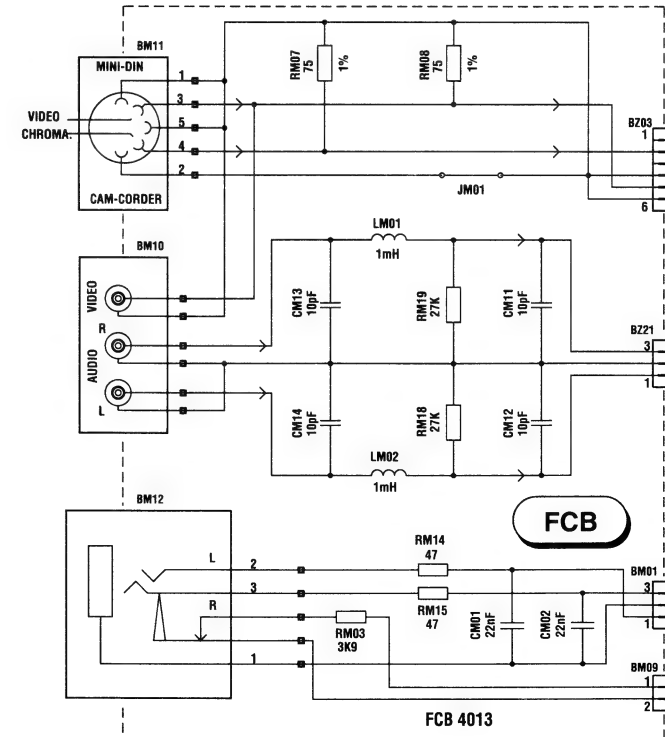 BM11
MINI-DIN
1
3
VIDEO
5
CHROMA.
4
2
CAM-CORDER
RM07
75
1%
RM08
75
1%
BZ03
1
6
JM01
BM10
VIDEO
R
AUDIO
L
LM01
1mH
CM13
10pF
RM19
27K
CM11
10pF
BZ21
3
1
CM14
10pF
RM18
27K
CM12
10pF
LM02
1mH
BM12
FCB
L
2
RM14
47
BM01
3
3
R
RM15
47
1
RM03
3K9
CM01
22nF
CM02
22nF
1
BM09
1
2
FCB 4013